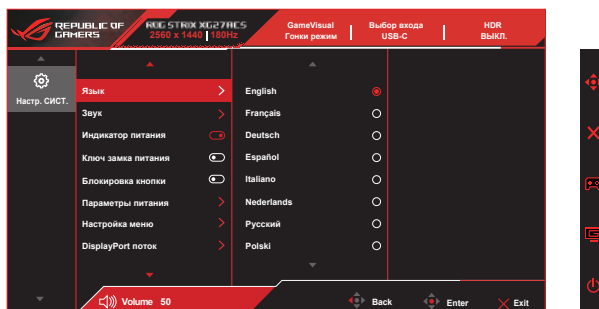 REPUBLIC OF
GAMERS
ROG STRIX XG27ACS
2560 x 1440 180Hz
GameVisual
Гонки режим
Выбор входа
USB-C
HDR
ВЫКЛ.
Настр. СИСТ.
Язык
Звук
Индикатор питания
Ключ замка питания
Блокировка кнопки
Параметры питания
Настройка меню
DisplayPort поток
English
Français
Deutsch
Español
Italiano
Nederlands
Русский
Polski
Volume 50
Back
Enter
Exit